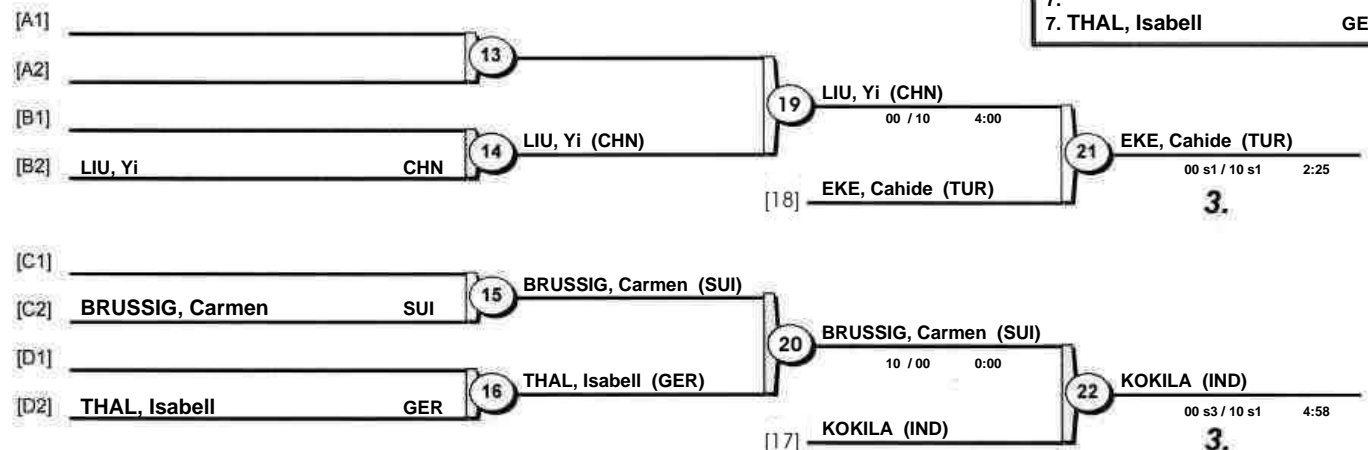 7.
7. THAL, Isabell GE
[A1]
13
[A2]
[B1]
19 LIU, Yi (CHN)
00 / 10 4:00
14 LIU, Yi (CHN)
[B2] LIU, Yi CHN
21 EKE, Cahide (TUR)
00 s1 / 10 s1 2:25
[18] EKE, Cahide (TUR)
3.
[C1]
15 BRUSSIG, Carmen (SUI)
[C2] BRUSSIG, Carmen SUI
20 BRUSSIG, Carmen (SUI)
10 / 00 0:00
[D1]
16 THAL, Isabell (GER)
[D2] THAL, Isabell GER
22 KOKILA (IND)
00 s3 / 10 s1 4:58
[17] KOKILA (IND)
3.